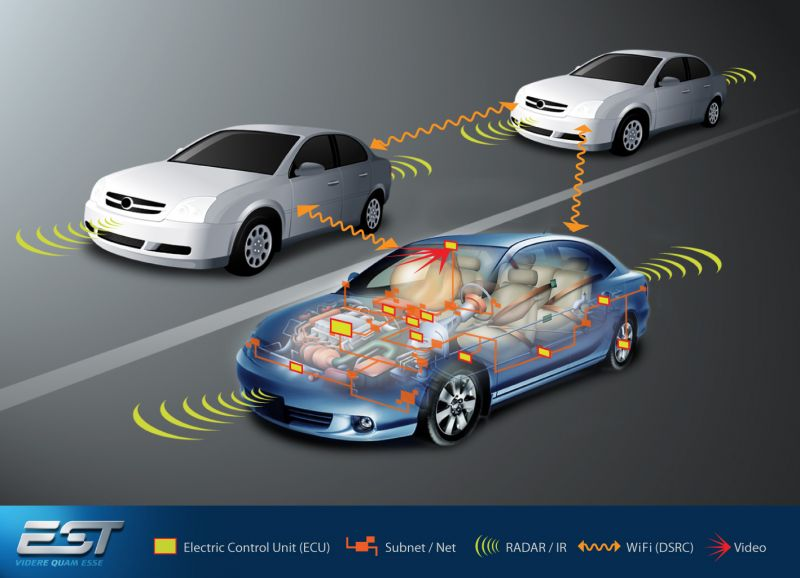 EST
VIDERE QUAM ESSE
Electric Control Unit (ECU)
Subnet / Net
RADAR / IR
WiFi (DSRC)
Video